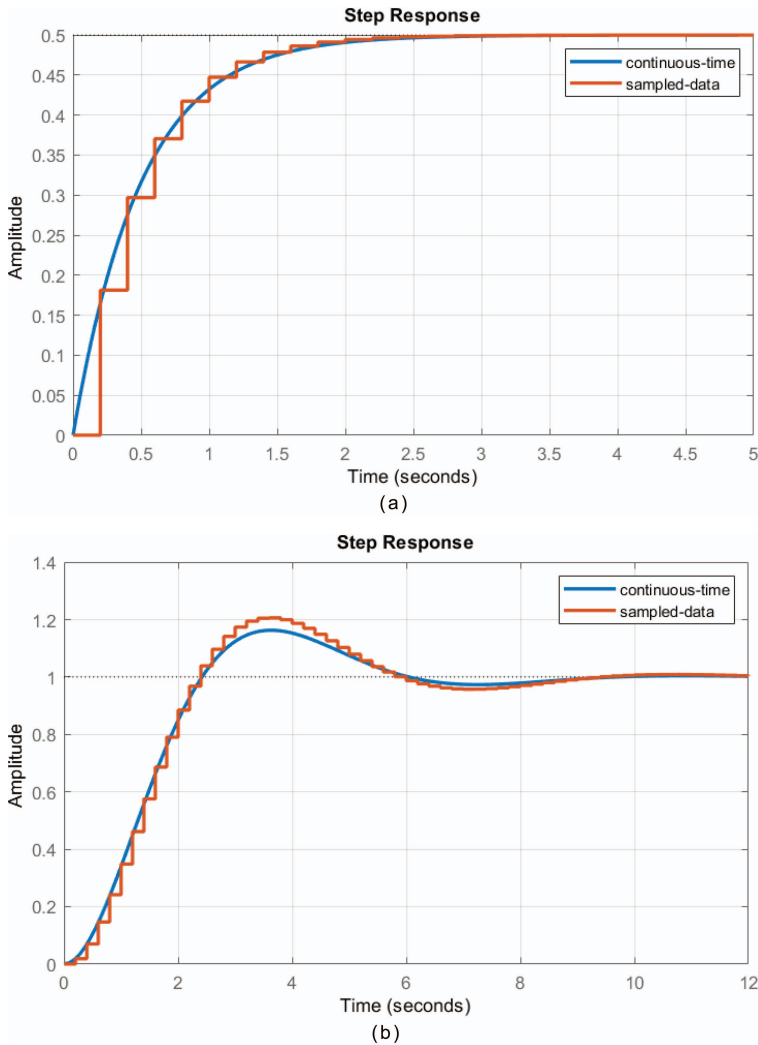 Step Response
0.5
0.45
0.4
0.35
0.3
0.25
0.2
0.15
0.1
0.05
0
Amplitude
continuous-time
sampled-data
0 0.5 1 1.5 2 2.5 3 3.5 4 4.5 5
Time (seconds)
(a)
Step Response
1.4
1.2
1
0.8
0.6
0.4
0.2
0
Amplitude
continuous-time
sampled-data
0 2 4 6 8 10 12
Time (seconds)
(b)